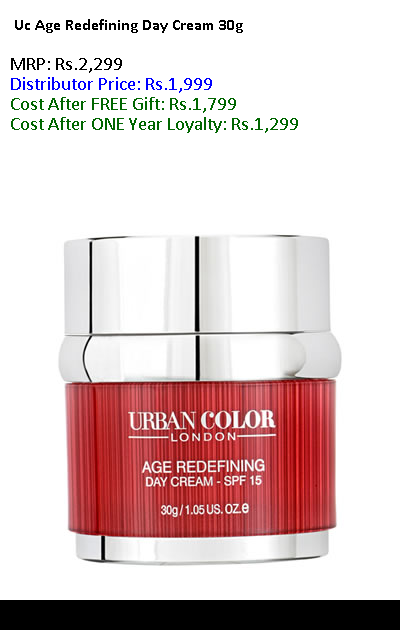 Uc Age Redefining Day Cream 30g
MRP: Rs.2,299
Distributor Price: Rs.1,999
Cost After FREE Gift: Rs.1,799
Cost After ONE Year Loyalty: Rs.1,299
URBAN COLOR
LONDON
AGE REDEFINING
DAY CREAM - SPF 15
30g / 1.05 US. OZ.e